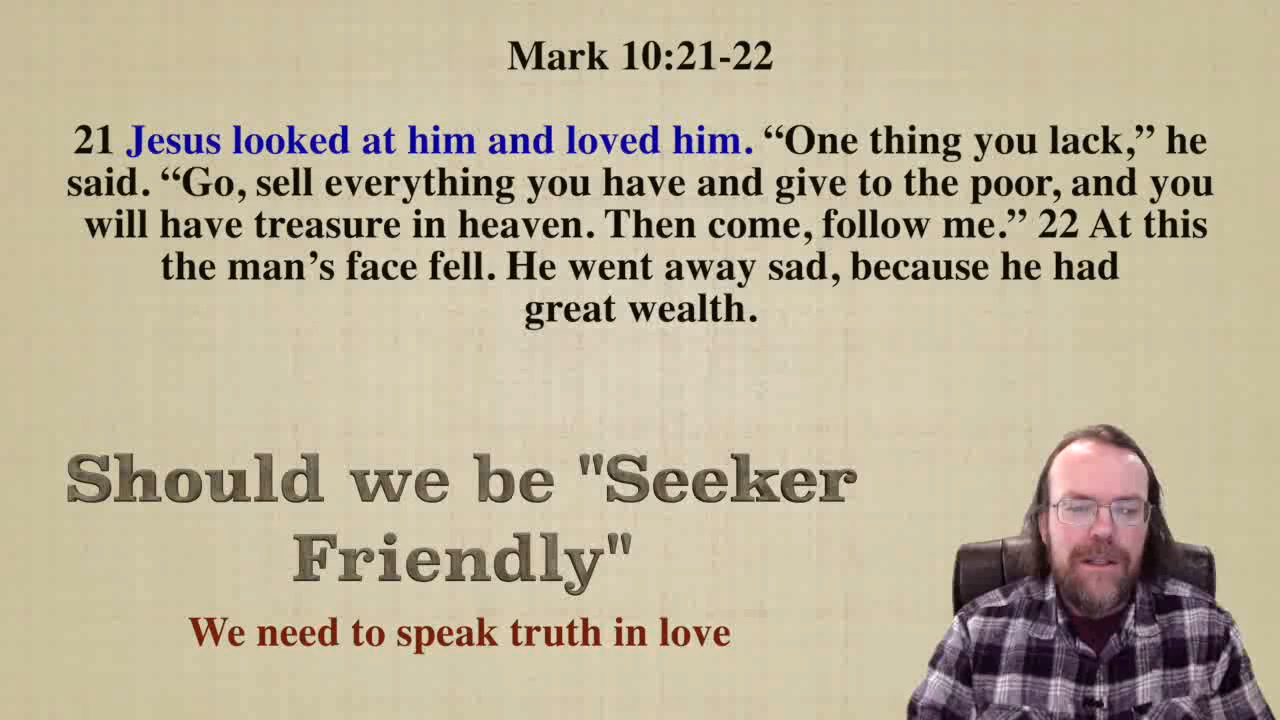 Mark 10:21-22
21 Jesus looked at him and loved him. “One thing you lack,” he
said. “Go, sell everything you have and give to the poor, and you
will have treasure in heaven. Then come, follow me.” 22 At this
the man’s face fell. He went away sad, because he had
great wealth.
Should we be "Seeker
Friendly"
We need to speak truth in love